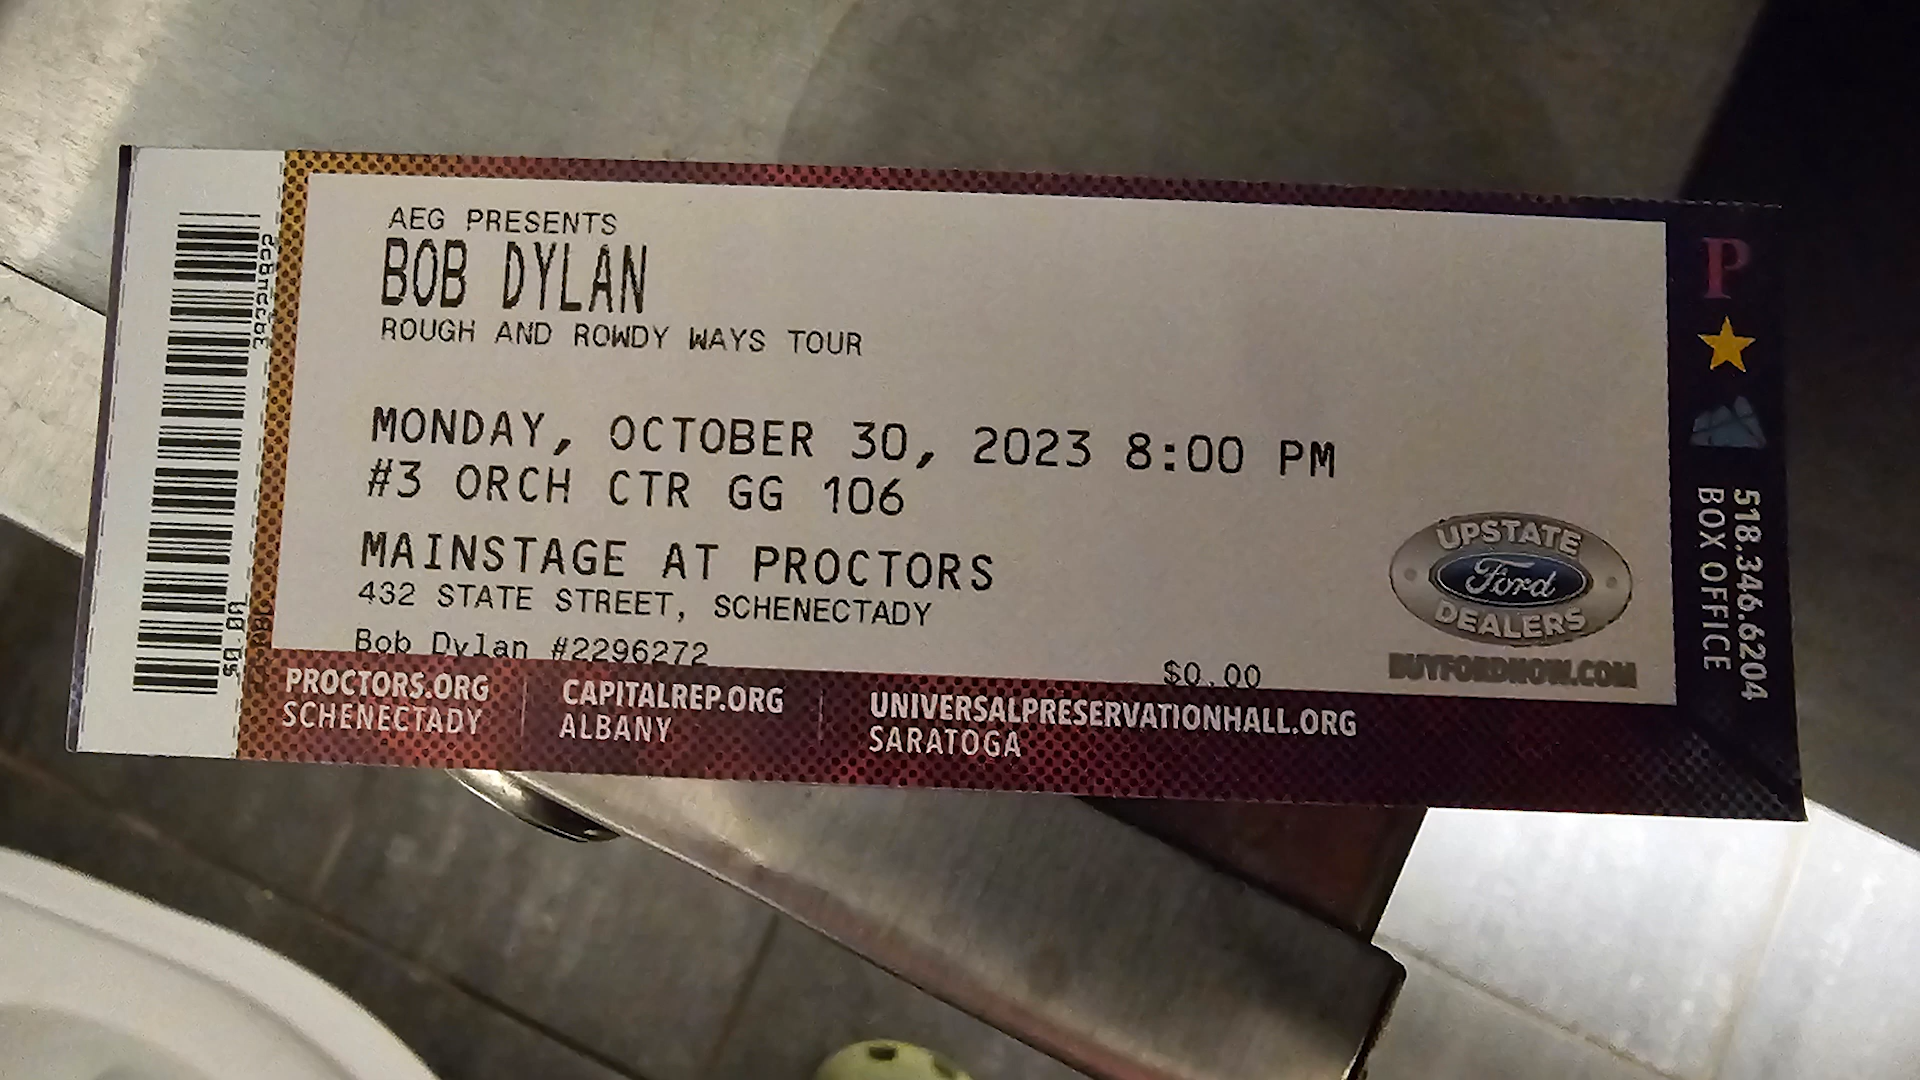 AEG PRESENTS
BOB DYLAN
ROUGH AND ROWDY WAYS TOUR
MONDAY, OCTOBER 30, 2023 8:00 PM
#3 ORCH CTR GG 106
MAINSTAGE AT PROCTORS
432 STATE STREET, SCHENECTADY
Bob Dylan #2296272
$0.00
UPSTATE
Ford
DEALERS
BUYFORDNOW.COM
PROCTORS.ORG
SCHENECTADY
CAPITALREP.ORG
ALBANY
UNIVERSALPRESERVATIONHALL.ORG
SARATOGA
P
518.346.6204
BOX OFFICE
$0.00